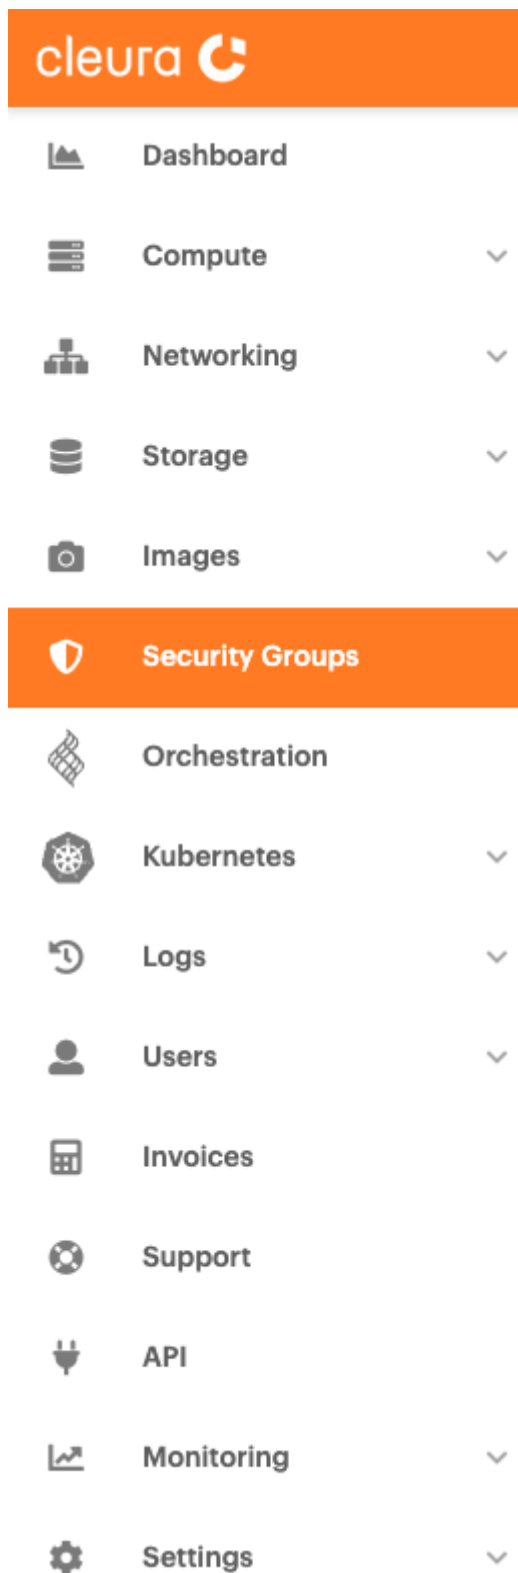 cleura
Dashboard
Compute
Networking
Storage
Images
Security Groups
Orchestration
Kubernetes
Logs
Users
Invoices
Support
API
Monitoring
Settings